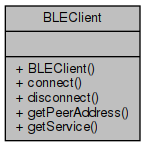 BLEClient
+ BLEClient()
+ connect()
+ disconnect()
+ getPeerAddress()
+ getService()